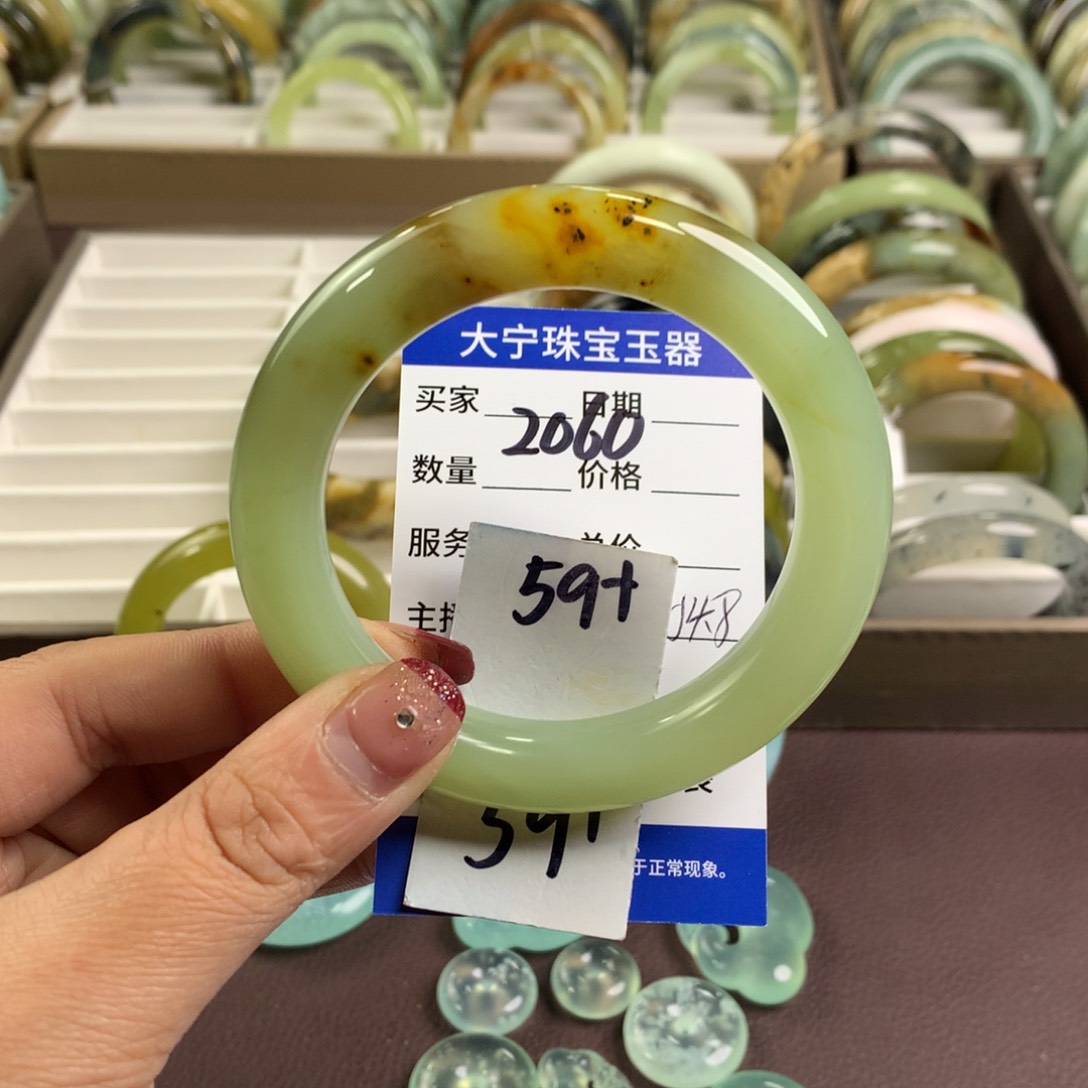 大宁珠宝玉器
买家 日期
2060
数量 价格
服务 总价
59+
主播 148
59+
于正常现象。